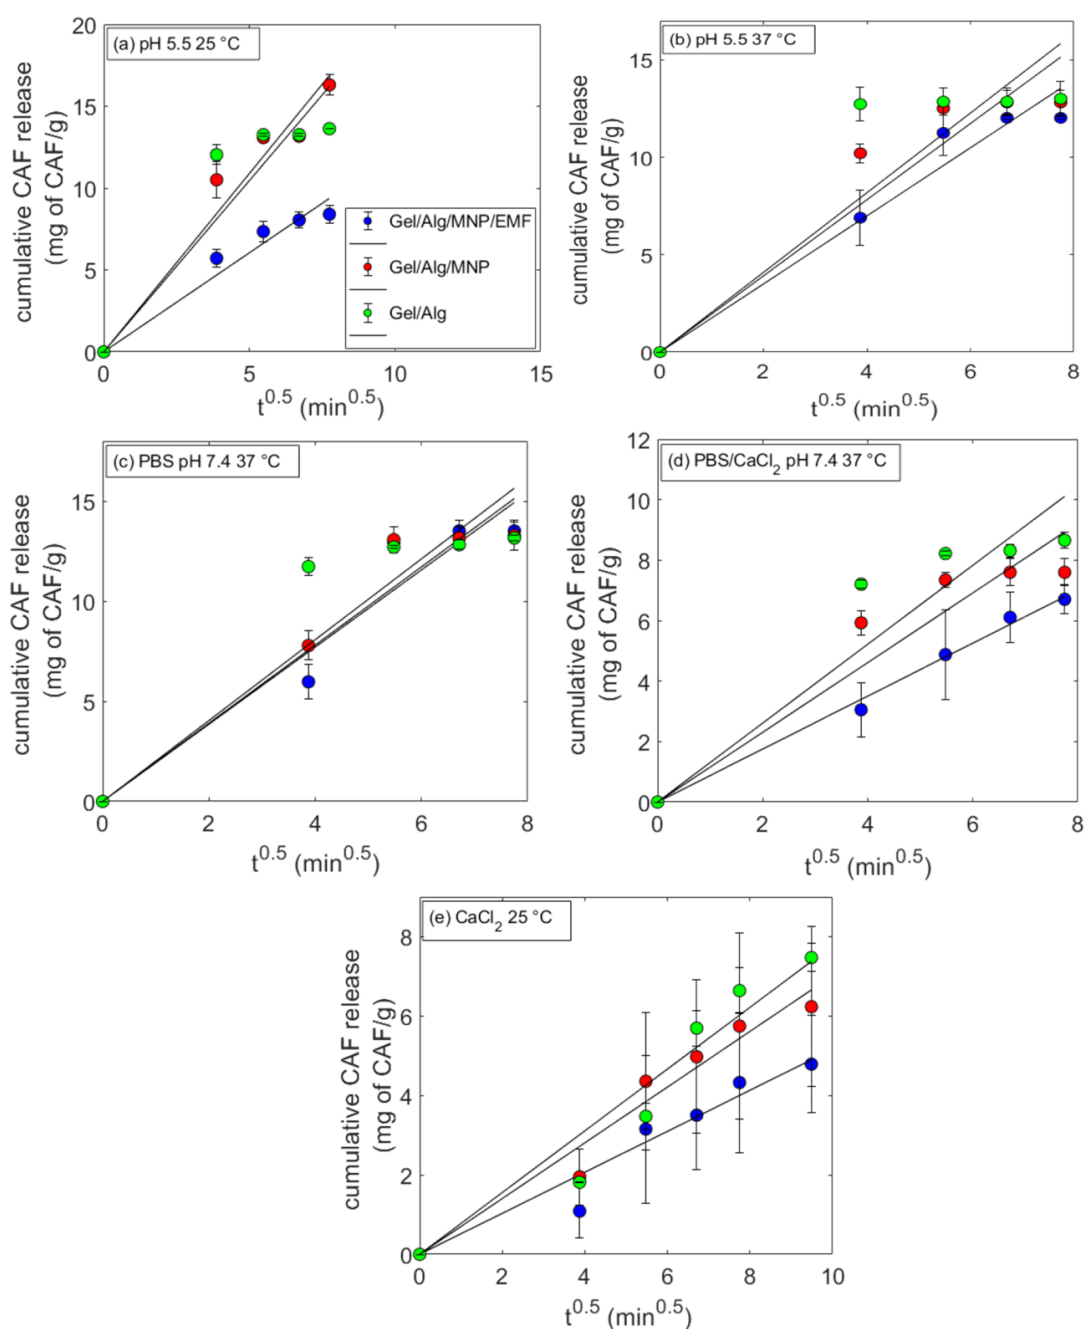 (a) pH 5.5 25 °C
cumulative CAF release
(mg of CAF/g)
20
15
10
5
0
Gel/Alg/MNP/EMF
Gel/Alg/MNP
Gel/Alg
0 5 10 15
t^0.5 (min^0.5)
(b) pH 5.5 37 °C
cumulative CAF release
(mg of CAF/g)
15
10
5
0
0 2 4 6 8
t^0.5 (min^0.5)
(c) PBS pH 7.4 37 °C
cumulative CAF release
(mg of CAF/g)
15
10
5
0
0 2 4 6 8
t^0.5 (min^0.5)
(d) PBS/CaCl₂ pH 7.4 37 °C
cumulative CAF release
(mg of CAF/g)
12
10
8
6
4
2
0
0 2 4 6 8
t^0.5 (min^0.5)
(e) CaCl₂ 25 °C
cumulative CAF release
(mg of CAF/g)
8
6
4
2
0
0 2 4 6 8 10
t^0.5 (min^0.5)